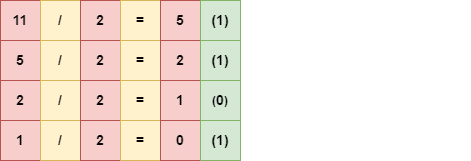 11 / 2 = 5 (1)
5 / 2 = 2 (1)
2 / 2 = 1 (0)
1 / 2 = 0 (1)